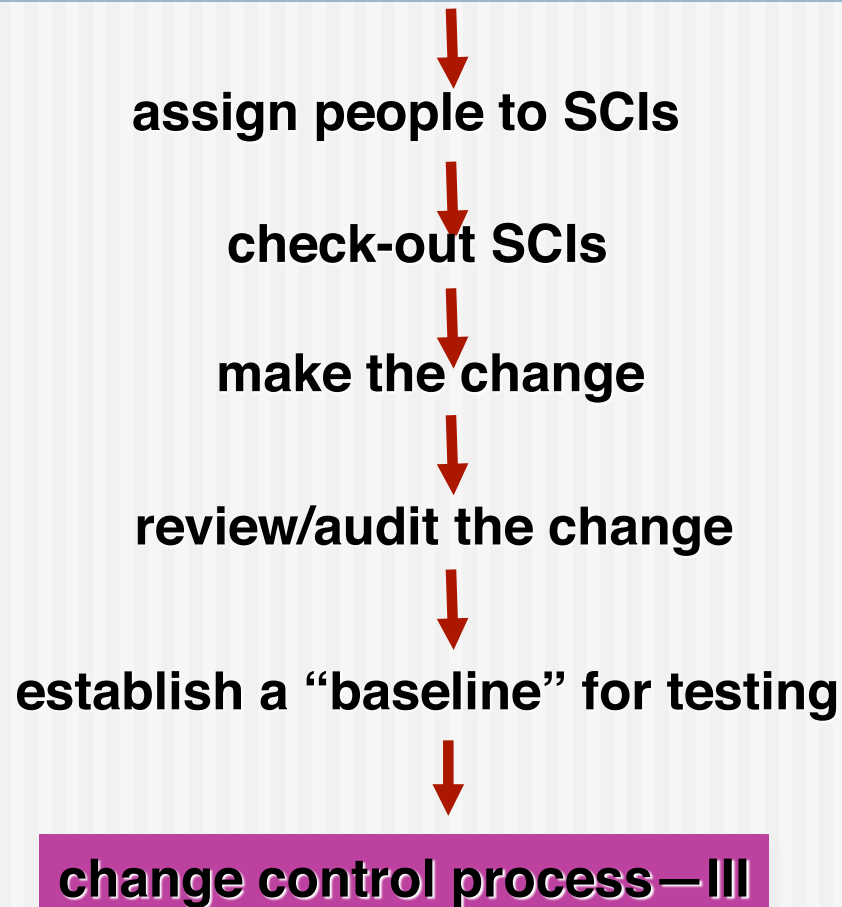 assign people to SCIs
check-out SCIs
make the change
review/audit the change
establish a “baseline” for testing
change control process—III